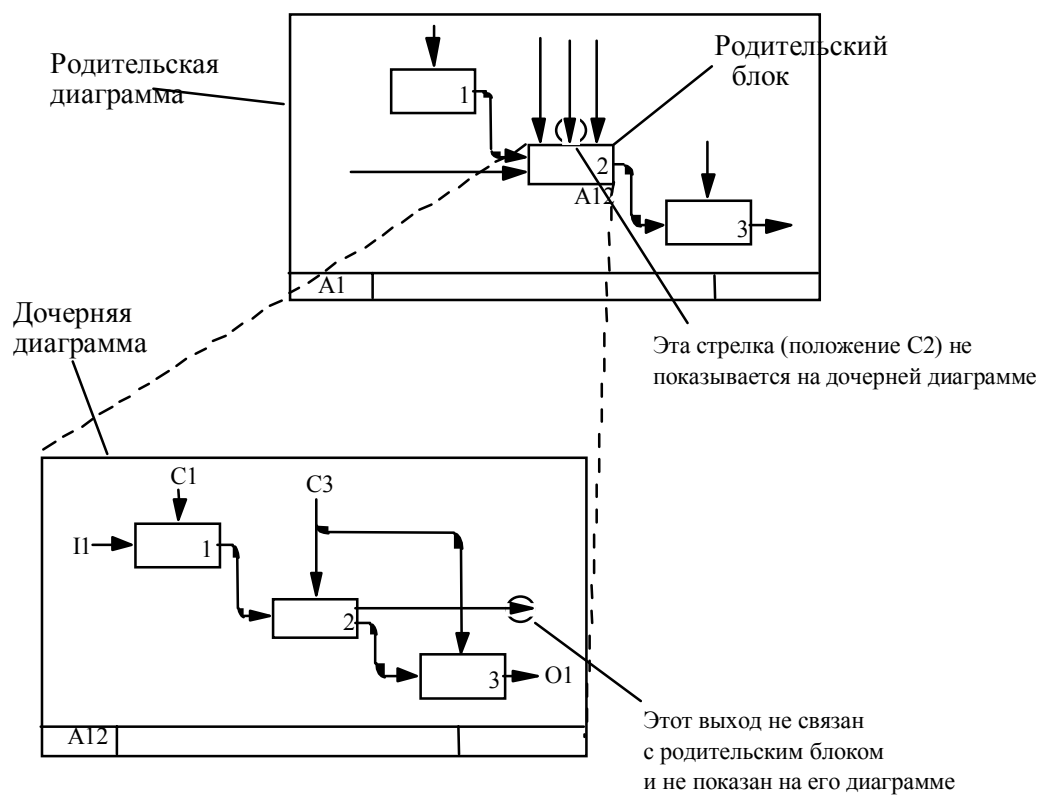 Родительская
диаграмма
Родительский
блок
1
2
A12
3
A1
Дочерняя
диаграмма
Эта стрелка (положение C2) не
показывается на дочерней диаграмме
C1
C3
I1
1
2
3
O1
A12
Этот выход не связан
с родительским блоком
и не показан на его диаграмме